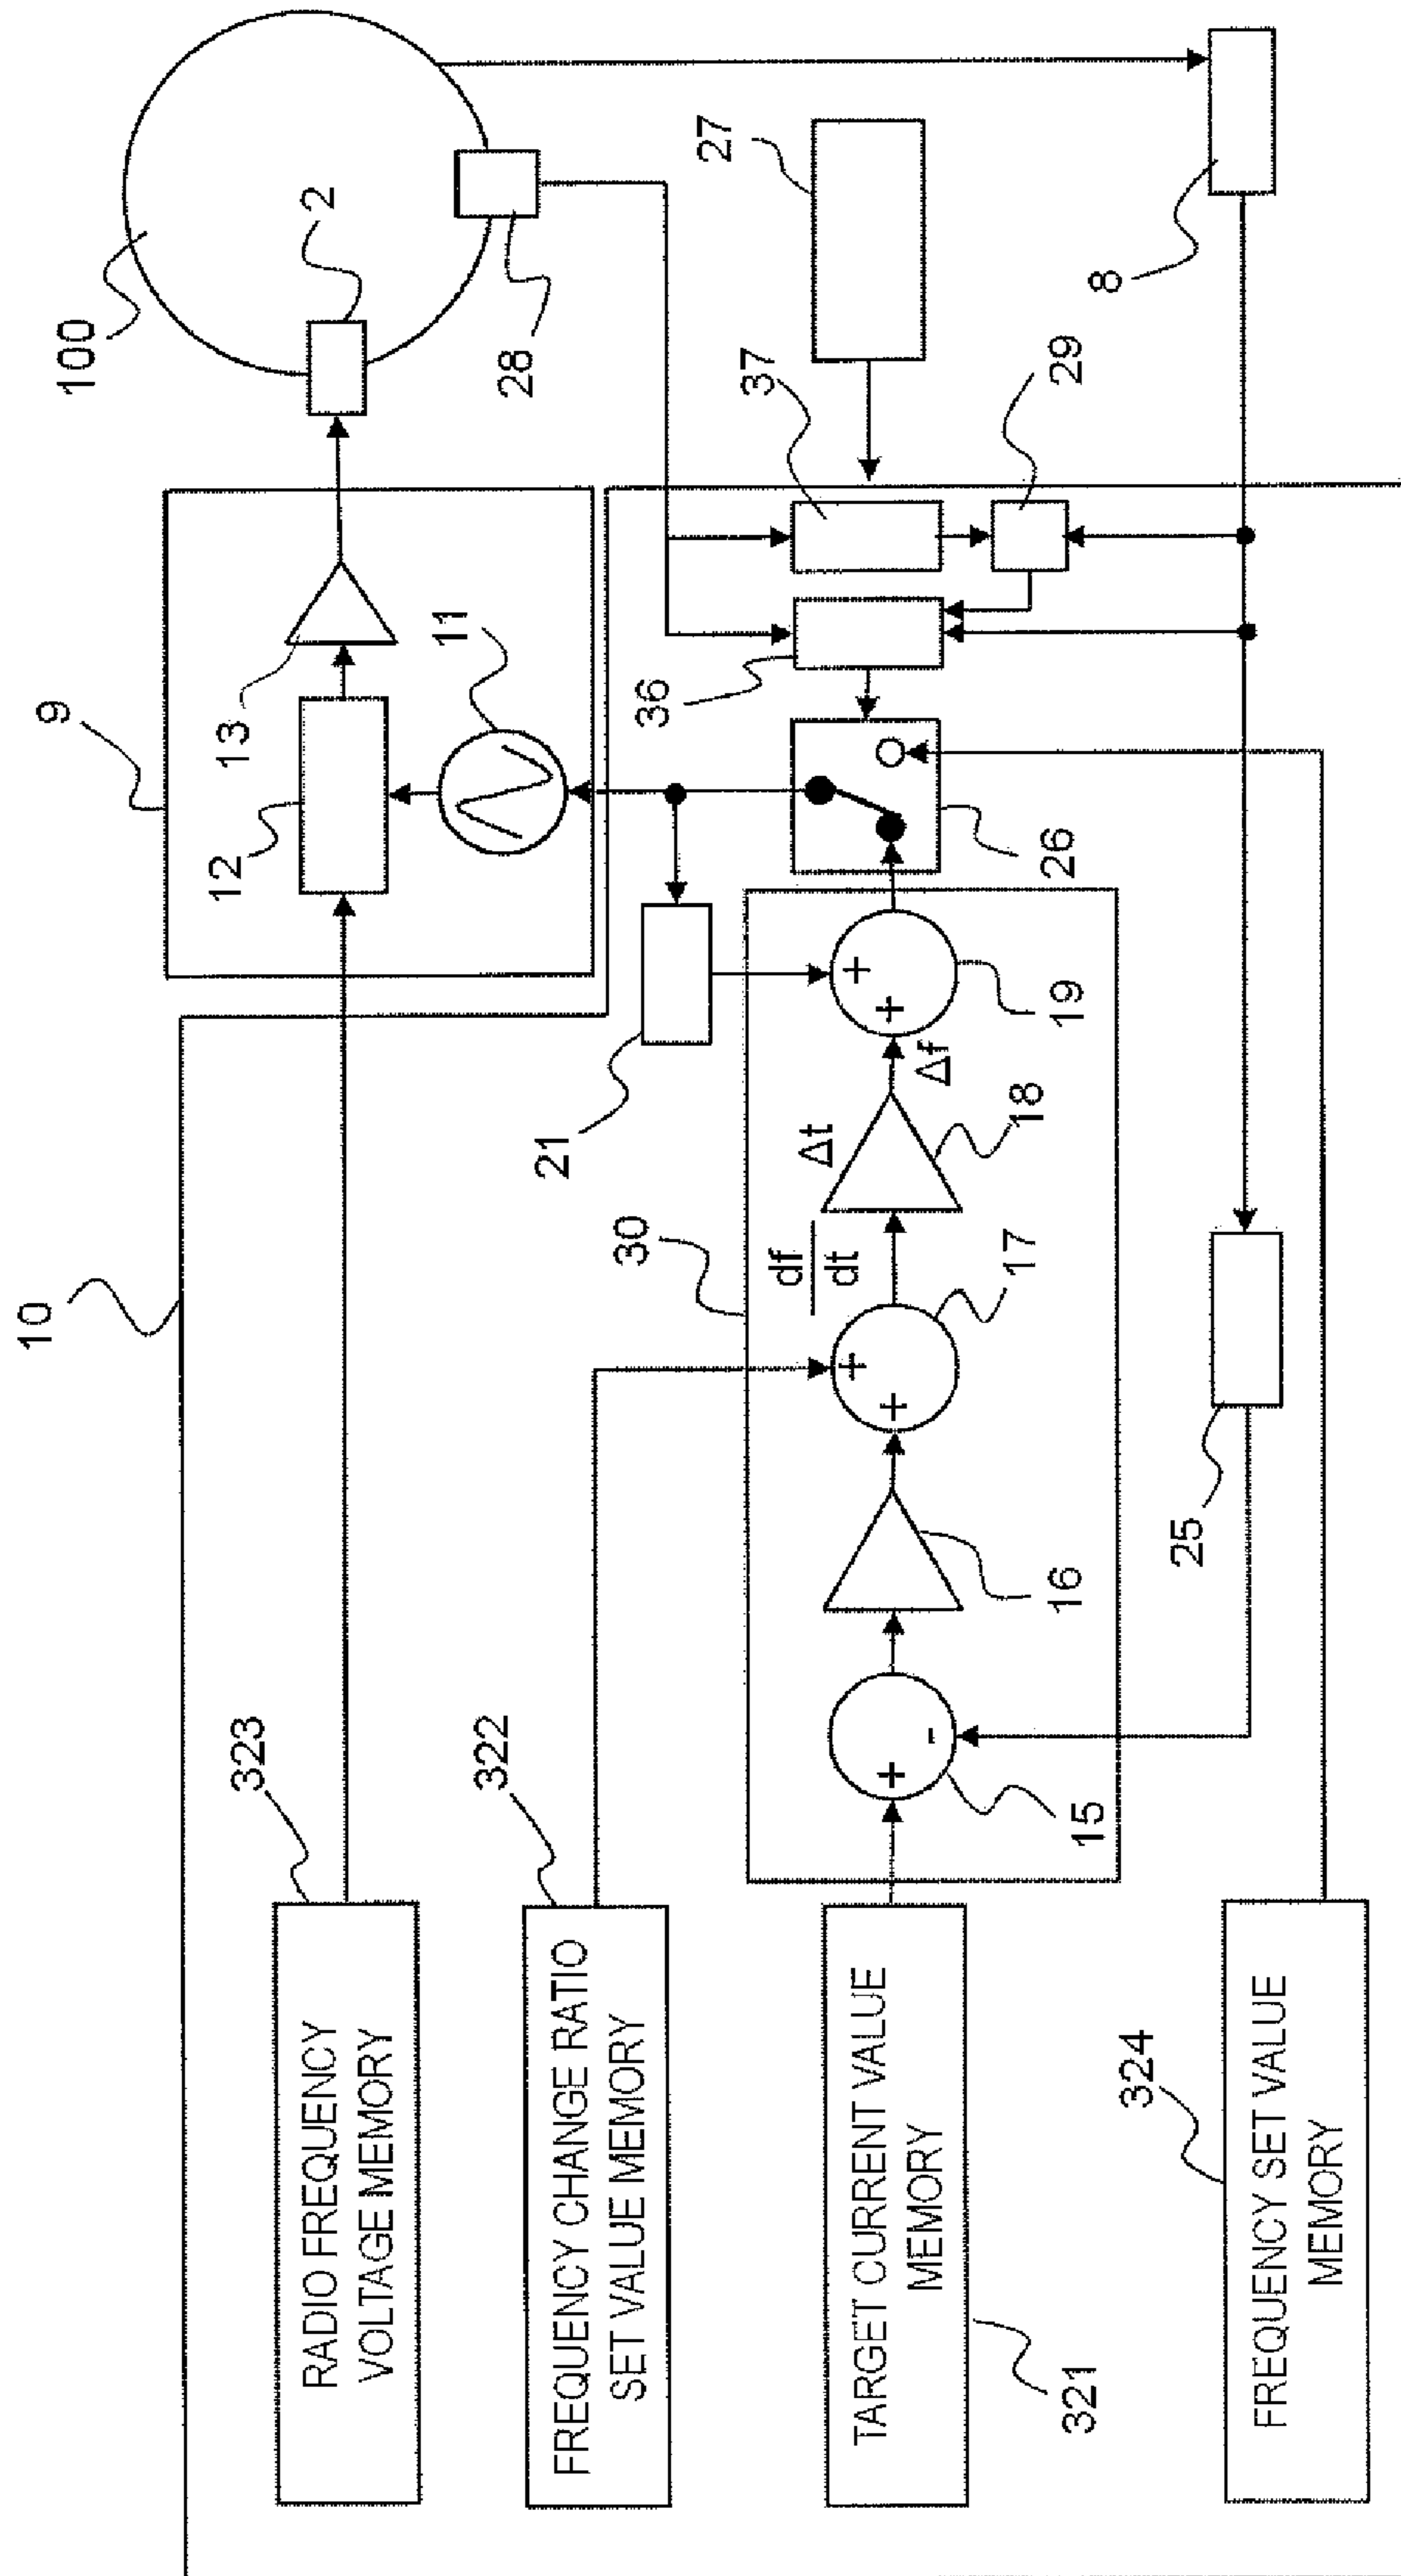 10
9
100
2
13
12
11
28
27
37
29
8
36
26
21
30
df
dt
Δt
Δf
+
+
19
18
+
+
17
16
+
-
15
25
323
RADIO FREQUENCY
VOLTAGE MEMORY
322
FREQUENCY CHANGE RATIO
SET VALUE MEMORY
TARGET CURRENT VALUE
MEMORY
321
324
FREQUENCY SET VALUE
MEMORY